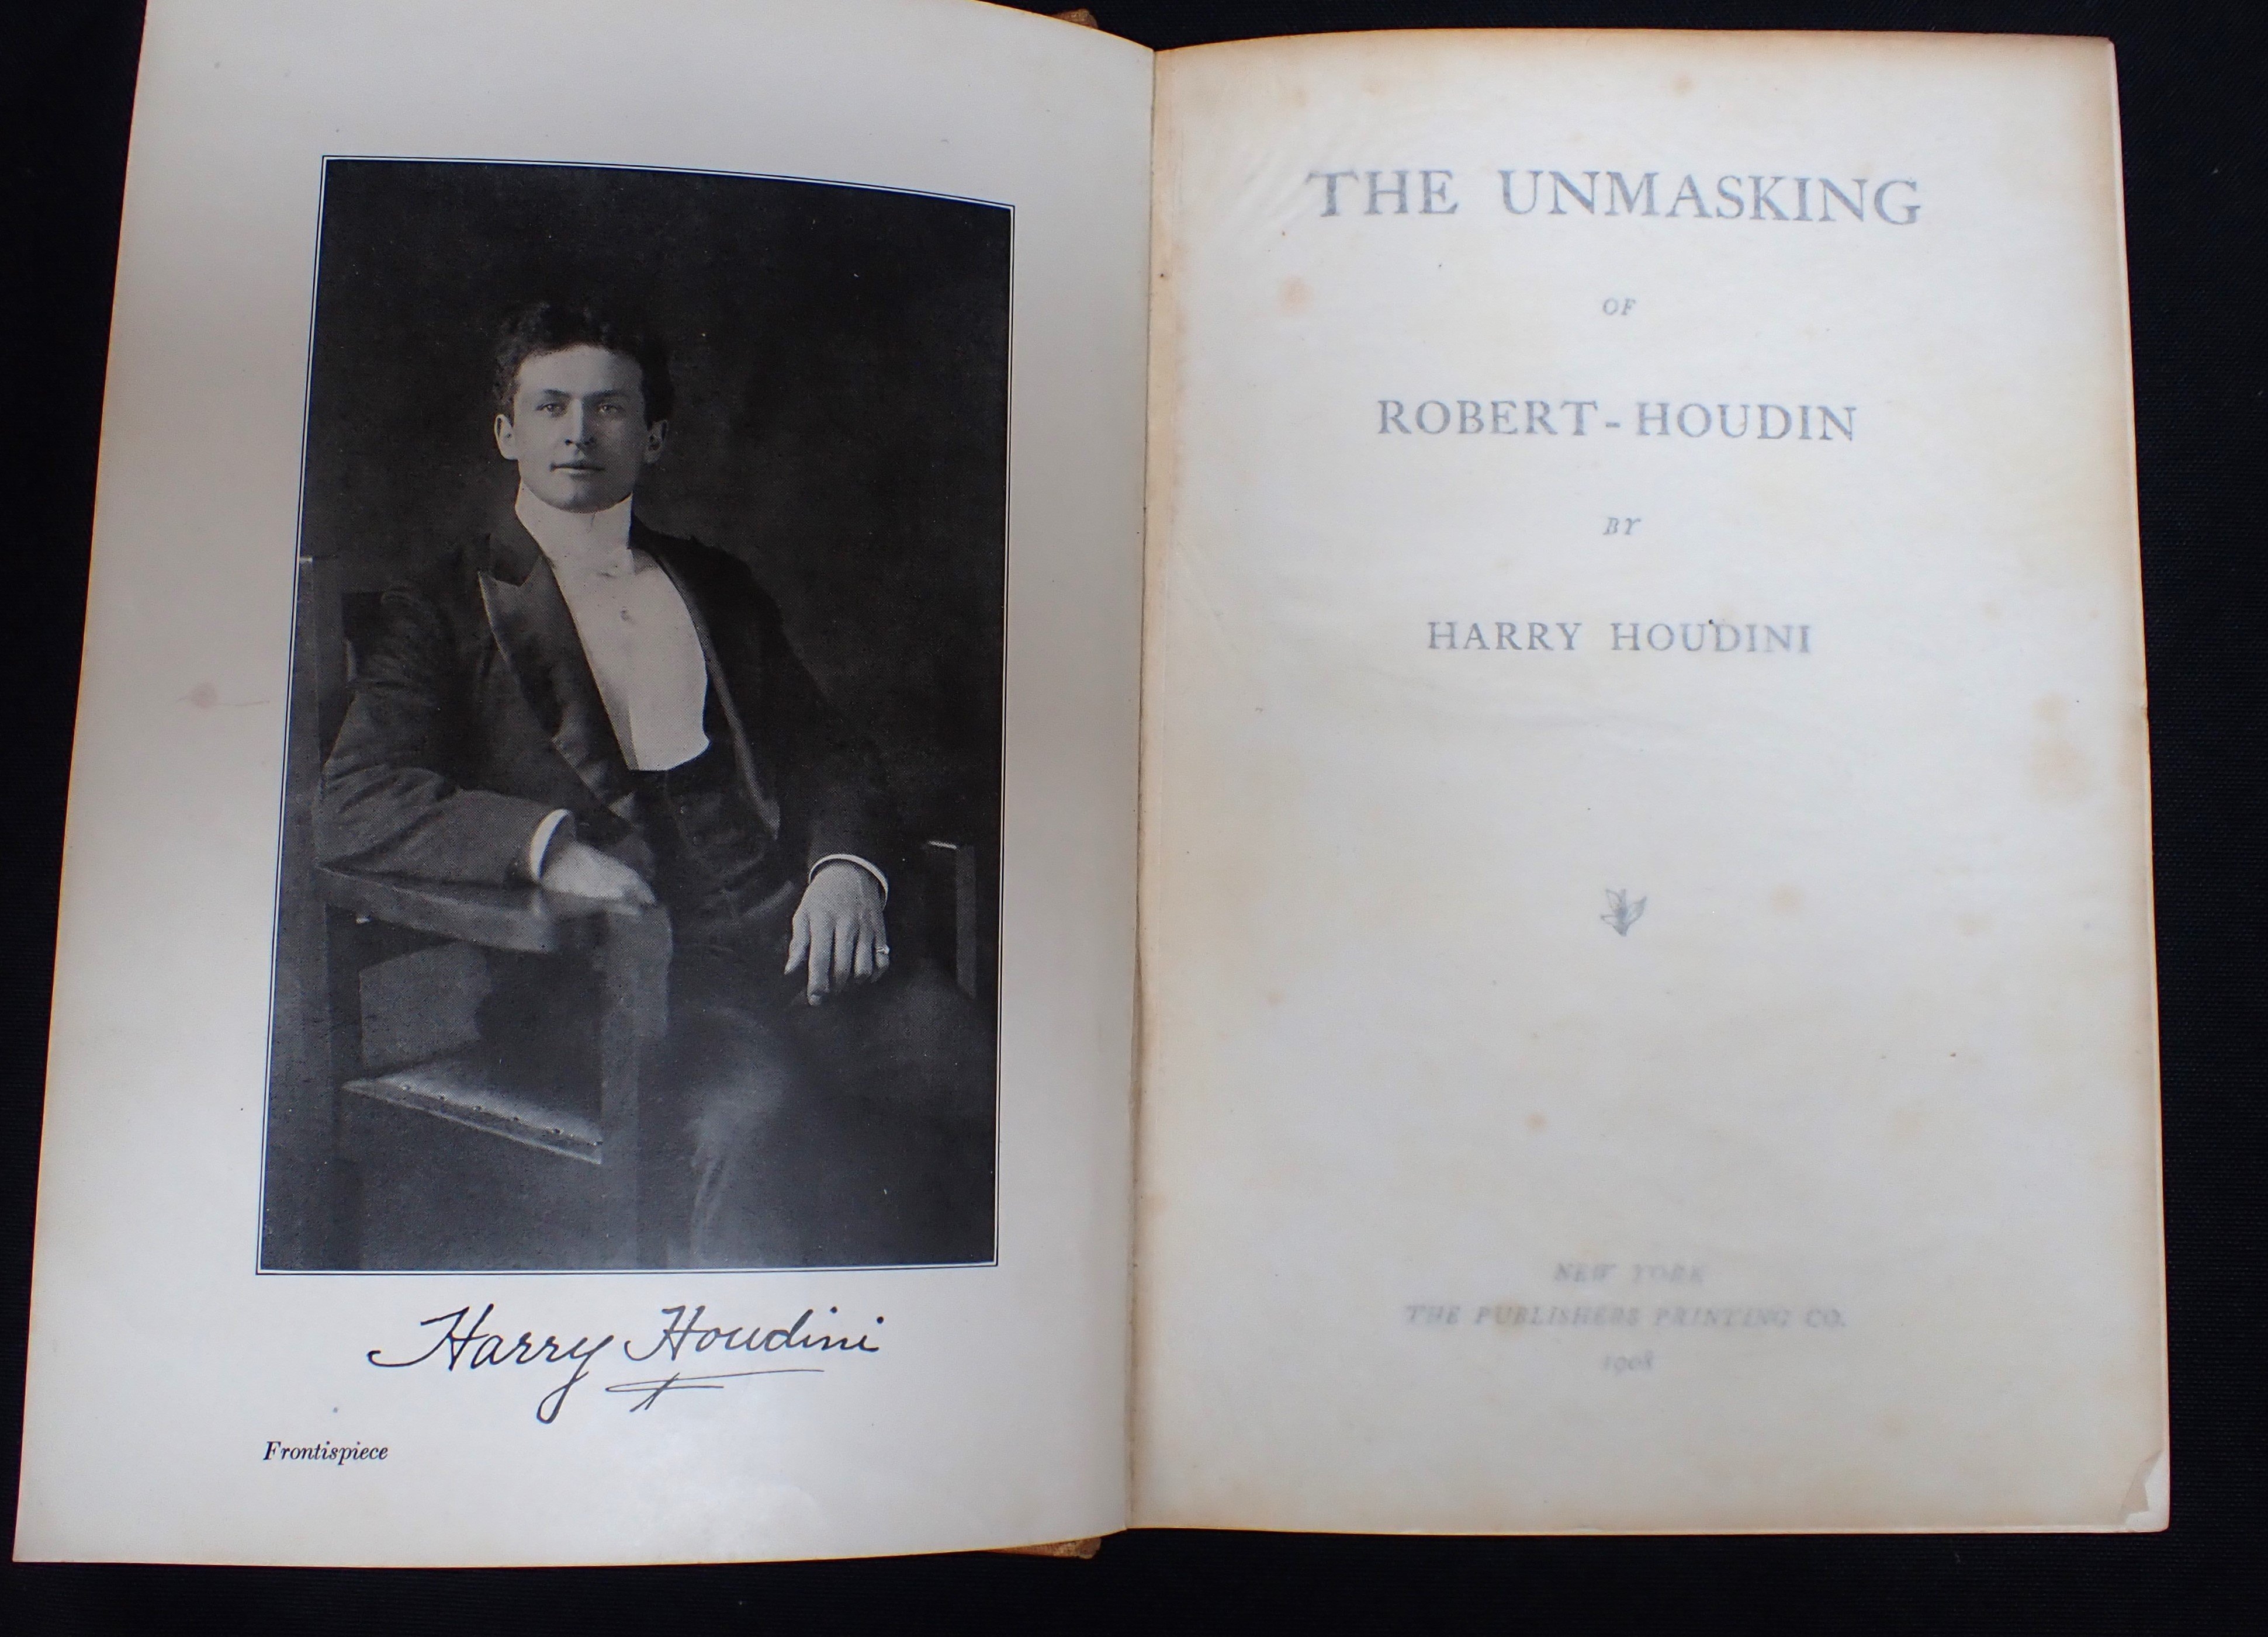 Harry Houdini
Frontispiece
THE UNMASKING
OF
ROBERT-HOUDIN
BY
HARRY HOUDINI
NEW YORK
THE PUBLISHERS PRINTING CO.
1908